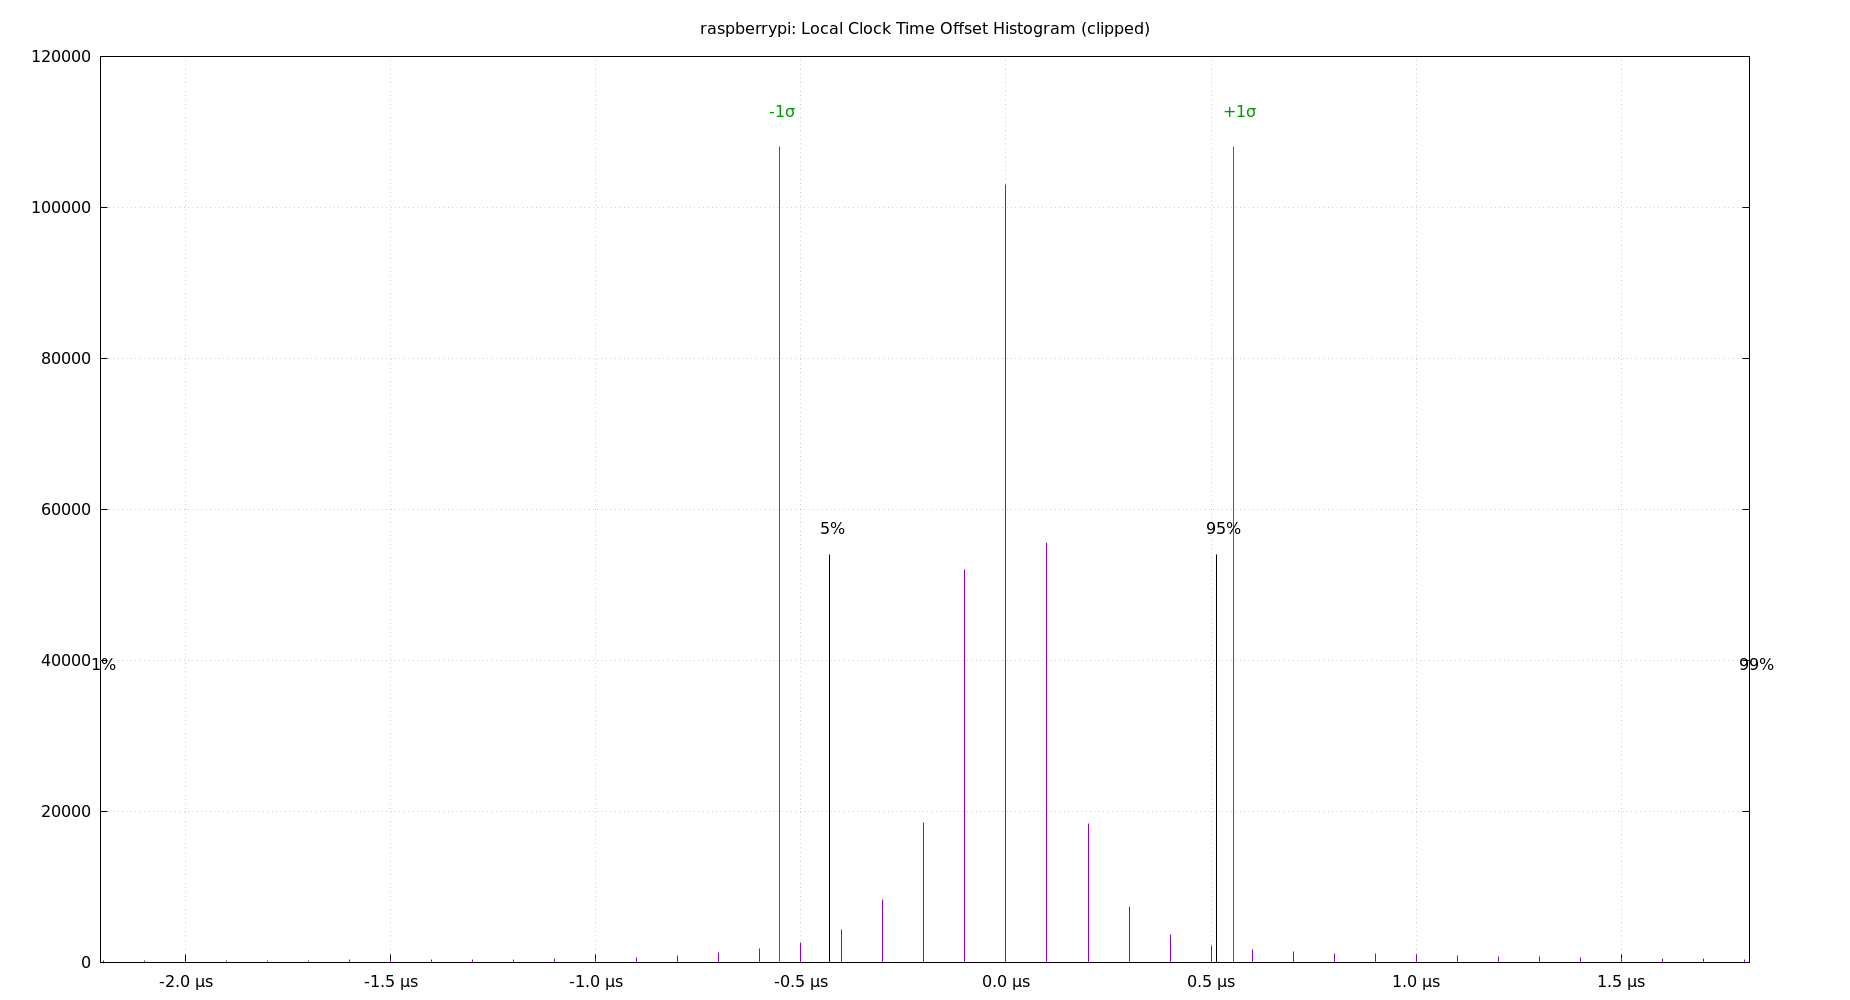 raspberrypi: Local Clock Time Offset Histogram (clipped)
120000
-1σ +1σ
100000
80000
60000
5% 95%
40000 1% 99%
20000
0
-2.0 µs -1.5 µs -1.0 µs -0.5 µs 0.0 µs 0.5 µs 1.0 µs 1.5 µs